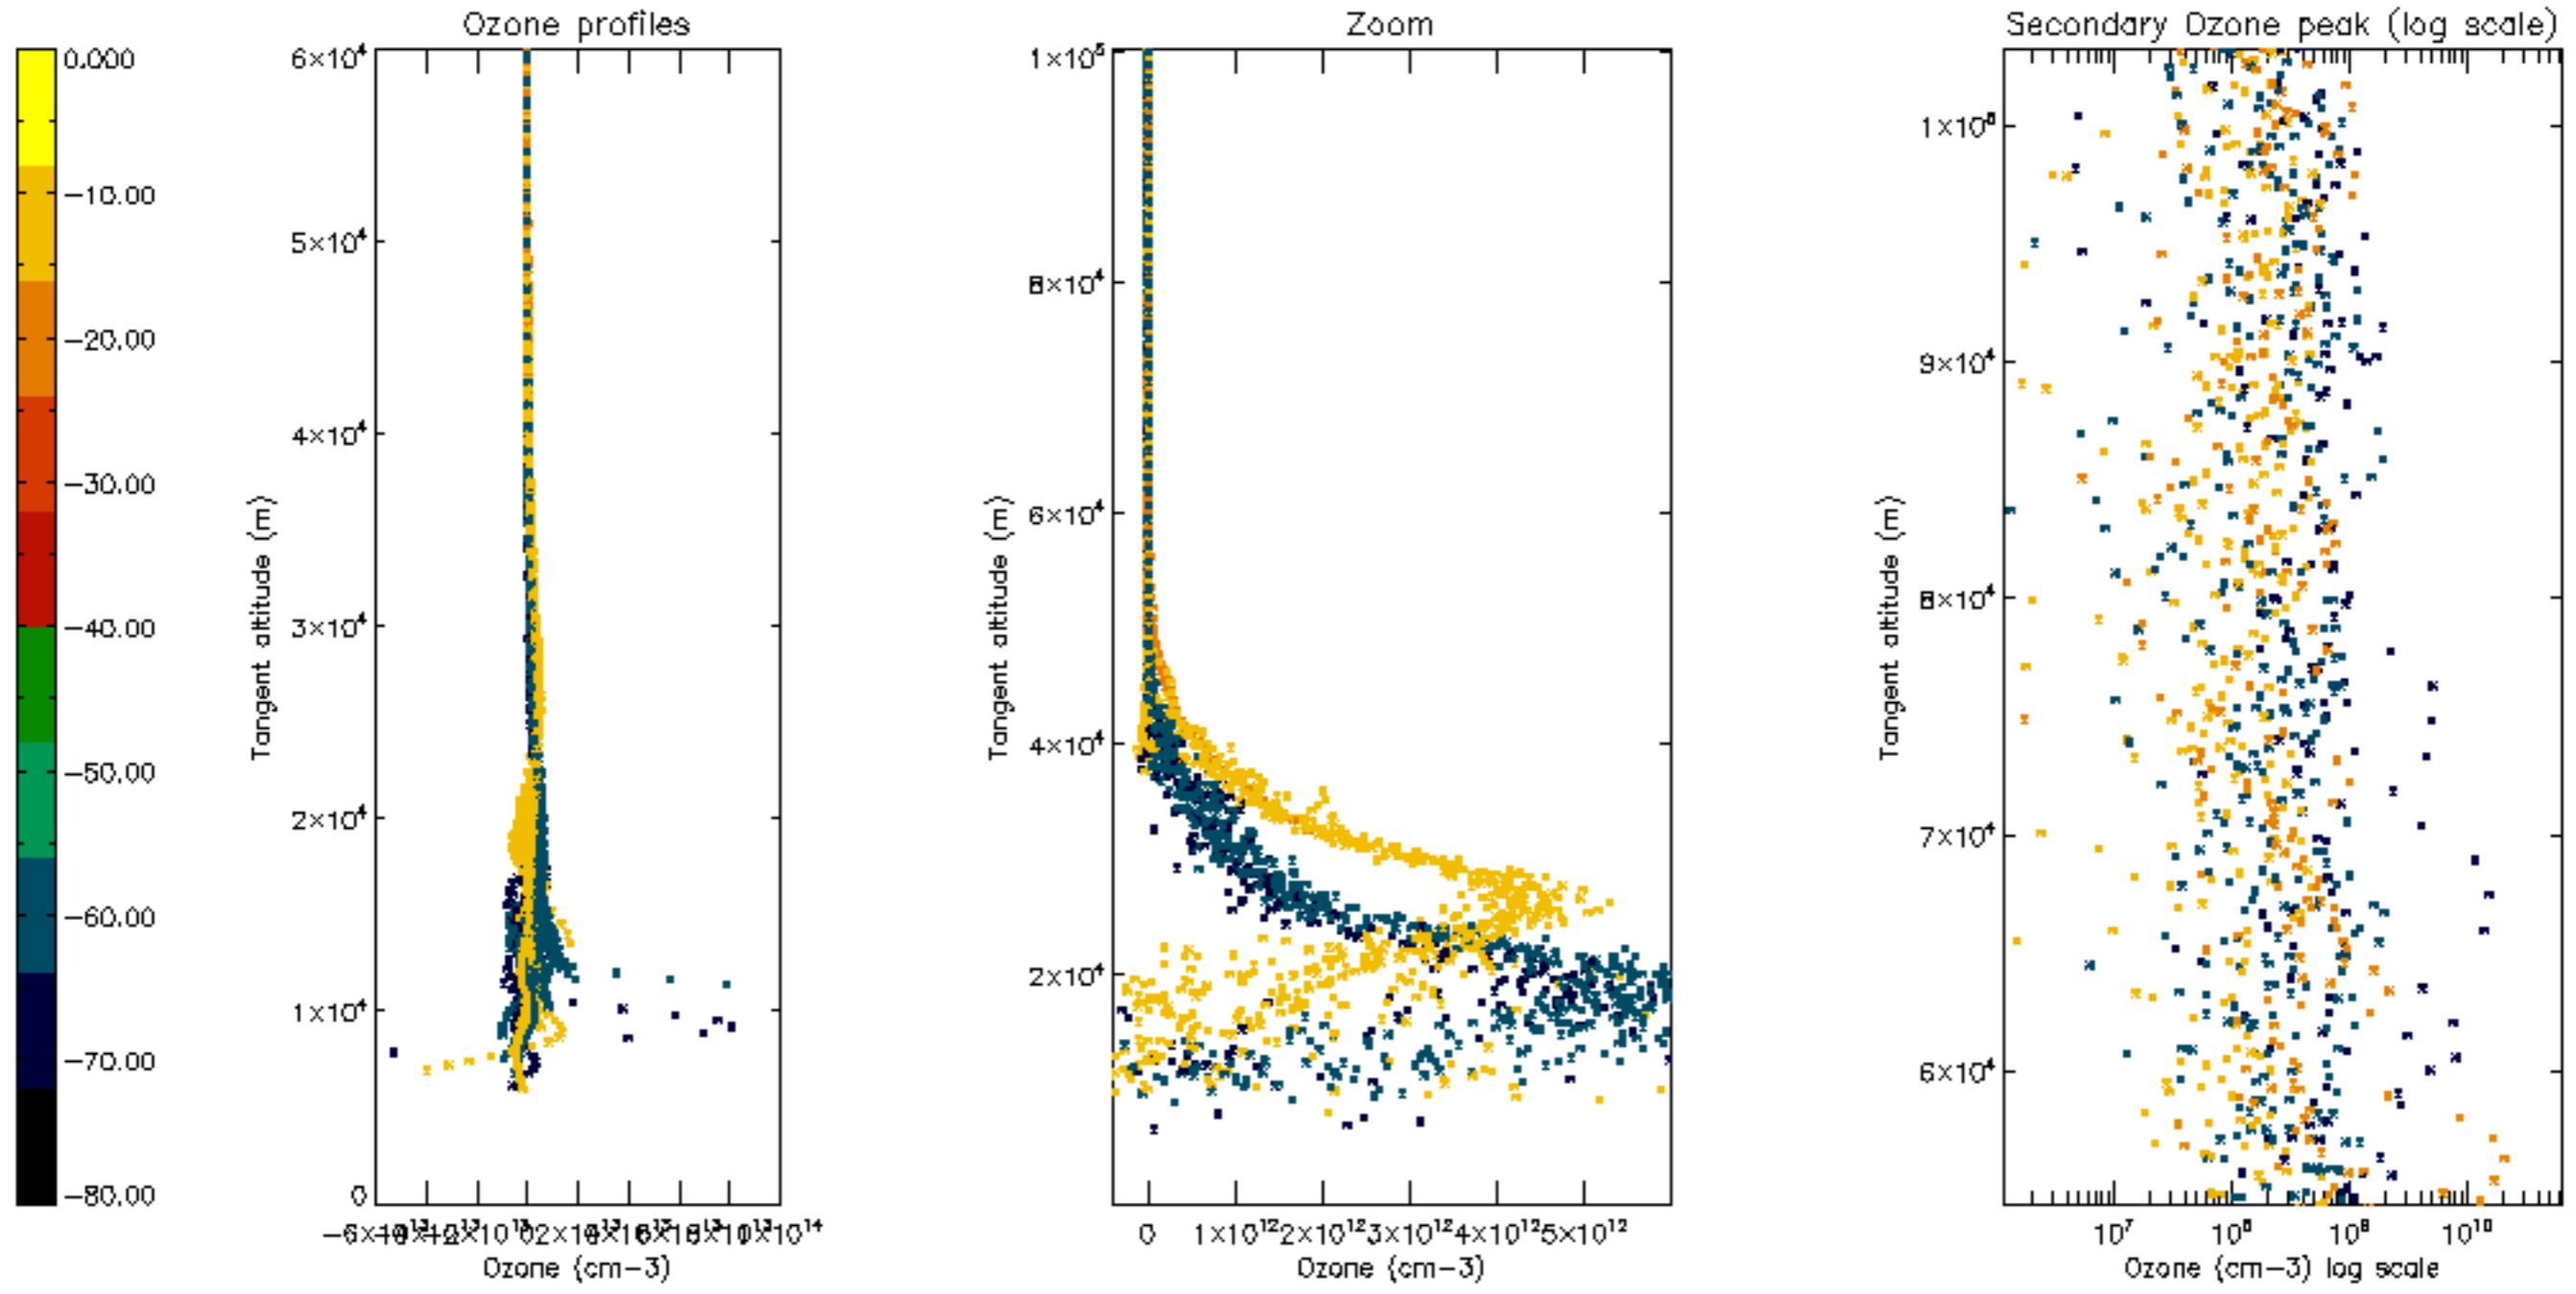 Ozone profiles
Zoom
Secondary Ozone peak (log scale)
0.000
−10.00
−20.00
−30.00
−40.00
−50.00
−60.00
−70.00
−80.00
6×10⁴
5×10⁴
4×10⁴
3×10⁴
2×10⁴
1×10⁴
0
Tangent altitude (m)
Ozone (cm−3)
1×10⁵
8×10⁴
6×10⁴
4×10⁴
2×10⁴
Tangent altitude (m)
0 1×10¹² 2×10¹² 3×10¹² 4×10¹² 5×10¹²
Ozone (cm−3)
1×10⁵
9×10⁴
8×10⁴
7×10⁴
6×10⁴
Tangent altitude (m)
10⁷ 10⁸ 10⁹ 10¹⁰
Ozone (cm−3) log scale